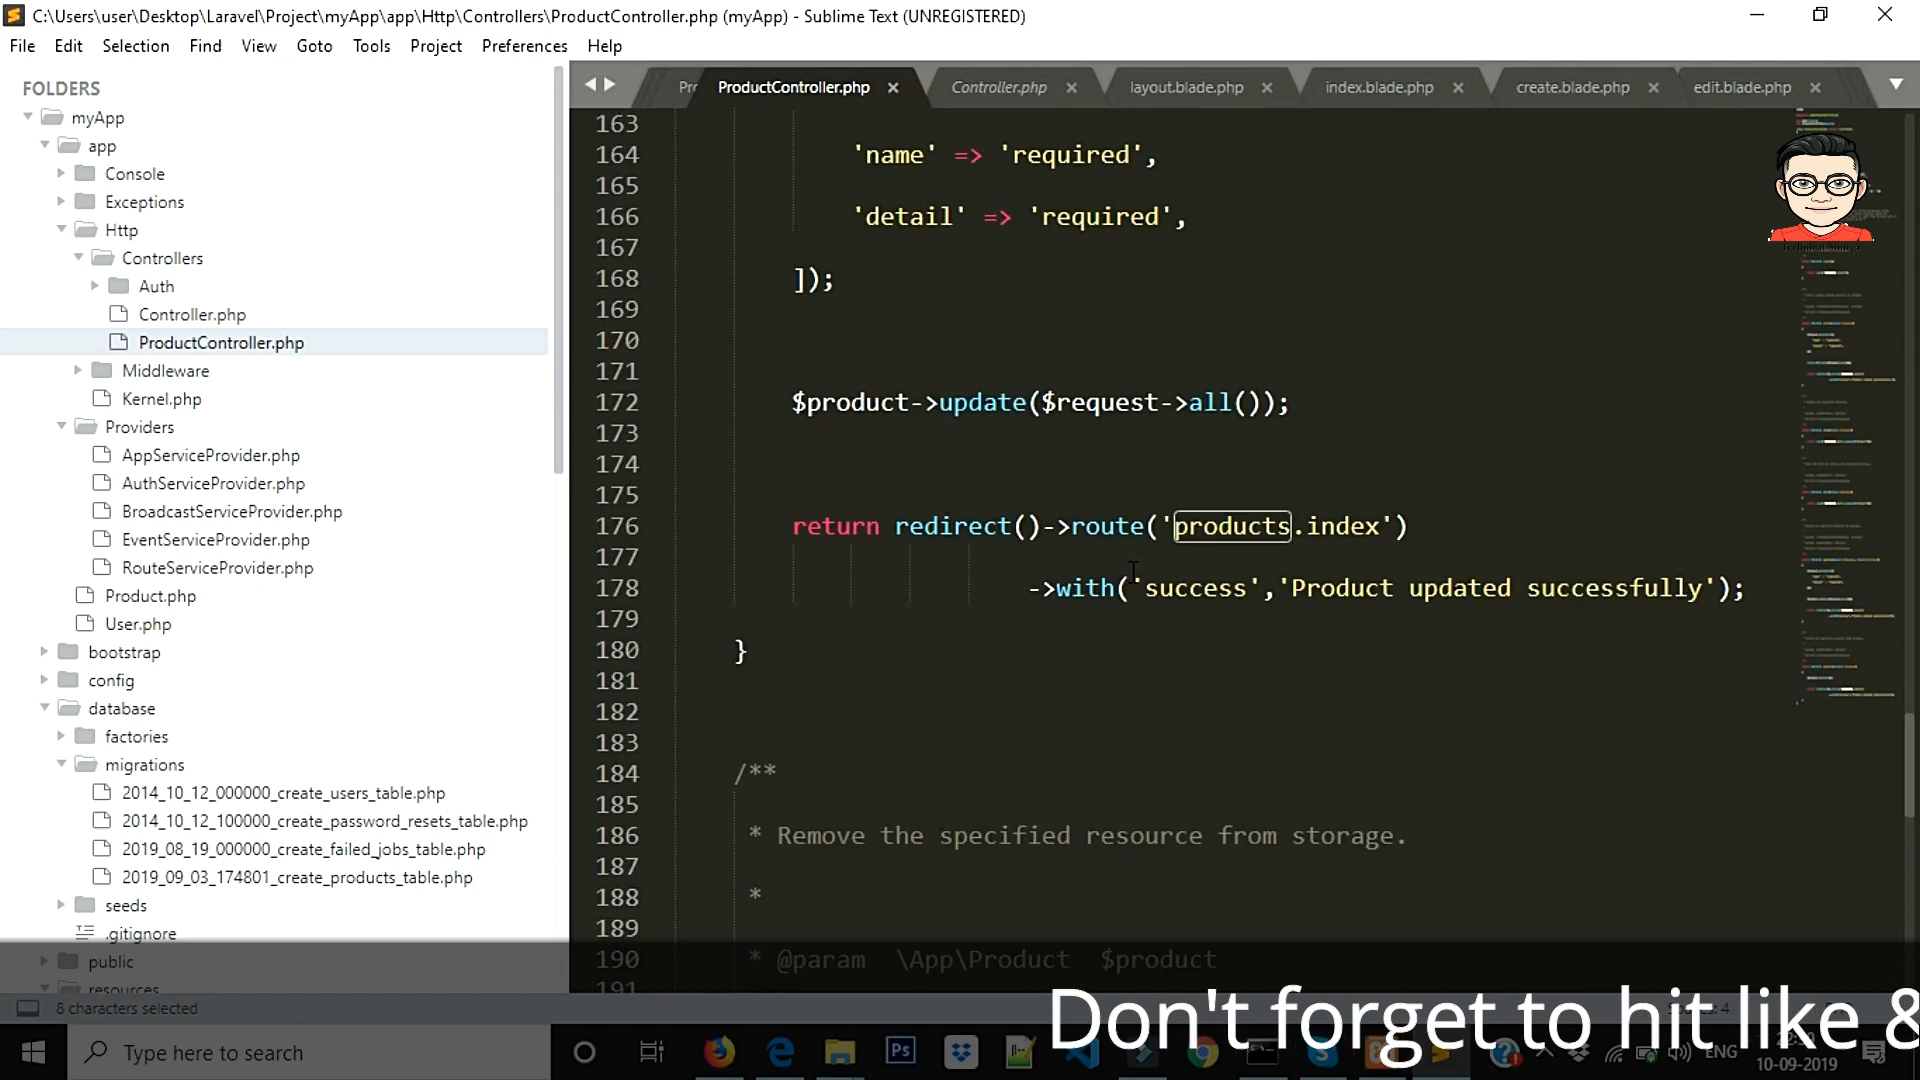 C:\Users\user\Desktop\Laravel\Project\myApp\app\Http\Controllers\ProductController.php (myApp) - Sublime Text (UNREGISTERED)
File Edit Selection Find View Goto Tools Project Preferences Help
FOLDERS
myApp
app
Console
Exceptions
Http
Controllers
Auth
Controller.php
ProductController.php
Middleware
Kernel.php
Providers
AppServiceProvider.php
AuthServiceProvider.php
BroadcastServiceProvider.php
EventServiceProvider.php
RouteServiceProvider.php
Product.php
User.php
bootstrap
config
database
factories
migrations
2014_10_12_000000_create_users_table.php
2014_10_12_100000_create_password_resets_table.php
2019_08_19_000000_create_failed_jobs_table.php
2019_09_03_174801_create_products_table.php
seeds
.gitignore
public
resources
ProductController.php Controller.php layout.blade.php index.blade.php create.blade.php edit.blade.php
163
164 'name' => 'required',
165
166 'detail' => 'required',
167
168 ]);
169
170
171
172 $product->update($request->all());
173
174
175
176 return redirect()->route('products.index')
177
178 ->with('success','Product updated successfully');
179
180 }
181
182
183
184 /**
185
186 * Remove the specified resource from storage.
187
188 *
189
190 * @param \App\Product $product
191
8 characters selected
Don't forget to hit like &
Type here to search
Ps
ENG
10-09-2019